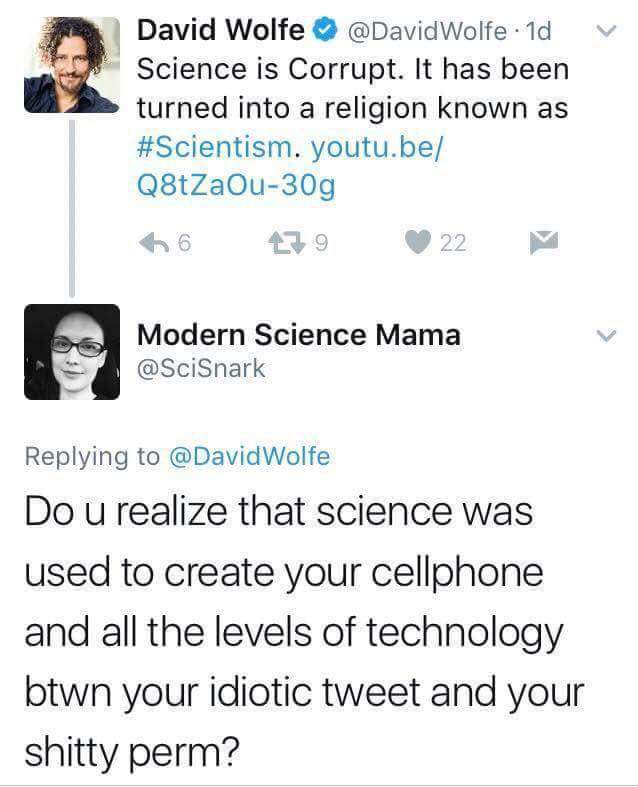 David Wolfe @DavidWolfe · 1d
Science is Corrupt. It has been
turned into a religion known as
#Scientism. youtu.be/
Q8tZaOu-30g
6 9 22
Modern Science Mama
@SciSnark
Replying to @DavidWolfe
Do u realize that science was
used to create your cellphone
and all the levels of technology
btwn your idiotic tweet and your
shitty perm?